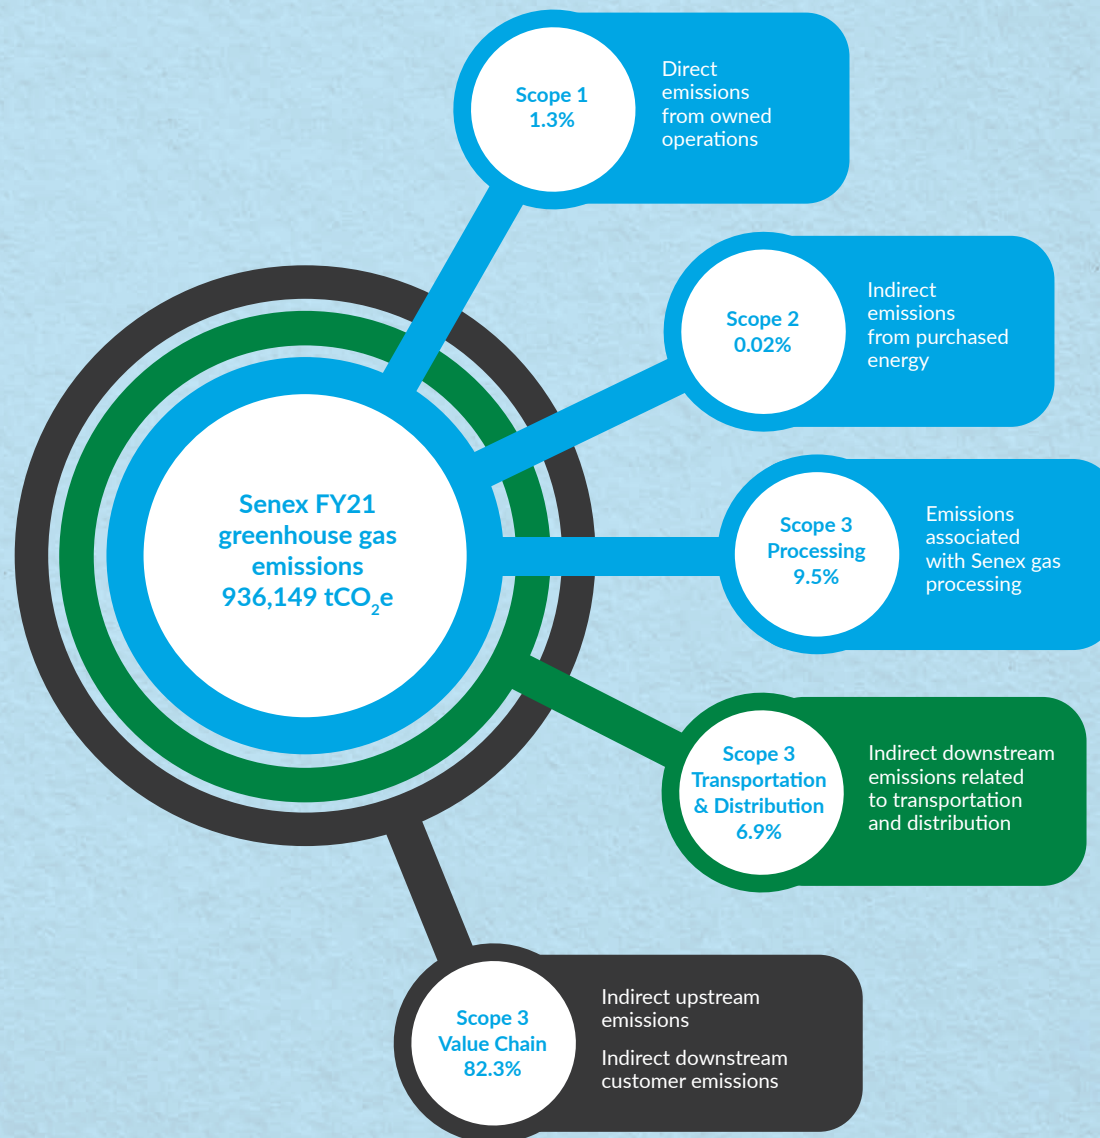 Scope 1
1.3%
Direct
emissions
from owned
operations
Scope 2
0.02%
Indirect
emissions
from purchased
energy
Senex FY21
greenhouse gas
emissions
936,149 tCO₂e
Scope 3
Processing
9.5%
Emissions
associated
with Senex gas
processing
Scope 3
Transportation
& Distribution
6.9%
Indirect downstream
emissions related
to transportation
and distribution
Scope 3
Value Chain
82.3%
Indirect upstream
emissions
Indirect downstream
customer emissions